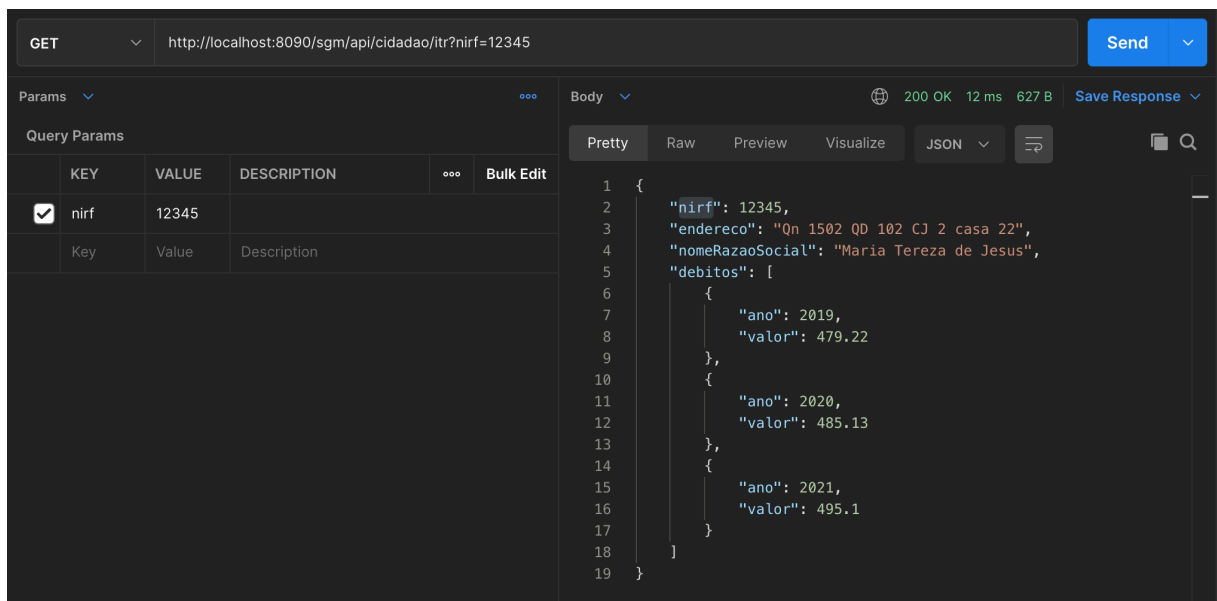 GET http://localhost:8090/sgm/api/cidadao/itr?nirf=12345 Send
Params
Query Params
KEY VALUE DESCRIPTION Bulk Edit
nirf 12345
Key Value Description
Body 200 OK 12 ms 627 B Save Response
Pretty Raw Preview Visualize JSON
1 {
2 "nirf": 12345,
3 "endereco": "Qn 1502 QD 102 CJ 2 casa 22",
4 "nomeRazaoSocial": "Maria Tereza de Jesus",
5 "debitos": [
6 {
7 "ano": 2019,
8 "valor": 479.22
9 },
10 {
11 "ano": 2020,
12 "valor": 485.13
13 },
14 {
15 "ano": 2021,
16 "valor": 495.1
17 }
18 ]
19 }